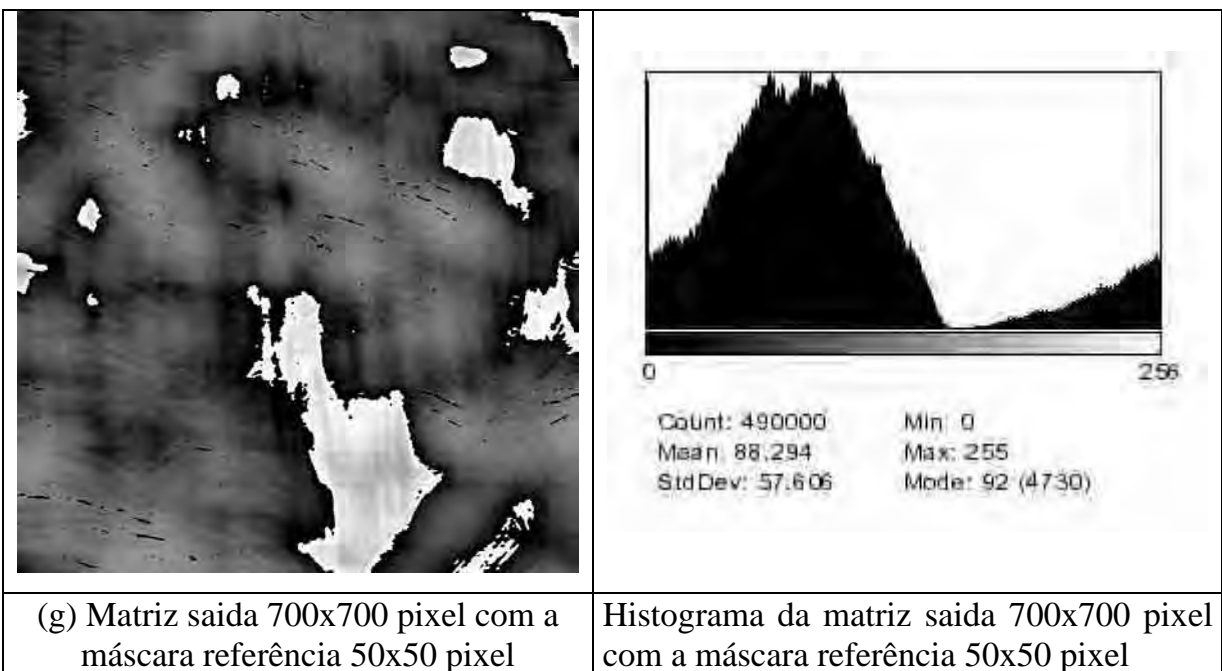 0
256
Count: 490000
Min: 0
Mean: 88.294
Max: 255
StdDev: 57.606
Mode: 92 (4730)
(g) Matriz saida 700x700 pixel com a
máscara referência 50x50 pixel
Histograma da matriz saida 700x700 pixel
com a máscara referência 50x50 pixel